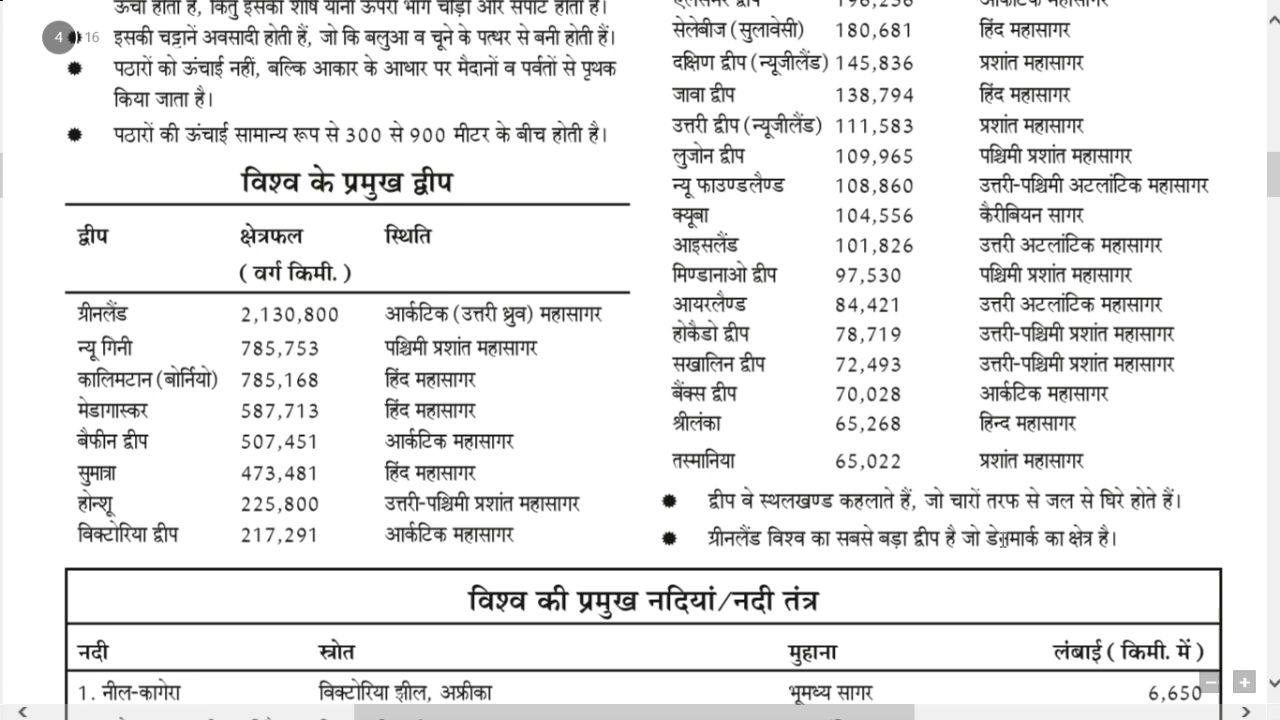 ऊंचा होता है, किंतु इसका शीर्ष यानी ऊपरी भाग चौड़ा और सपाट होता है।
4 / 16
इसकी चट्टानें अवसादी होती हैं, जो कि बलुआ व चूने के पत्थर से बनी होती हैं।
पठारों को ऊंचाई नहीं, बल्कि आकार के आधार पर मैदानों व पर्वतों से पृथक
किया जाता है।
पठारों की ऊंचाई सामान्य रूप से 300 से 900 मीटर के बीच होती है।
विश्व के प्रमुख द्वीप
द्वीप क्षेत्रफल स्थिति
( वर्ग किमी. )
ग्रीनलैंड 2,130,800 आर्कटिक (उत्तरी ध्रुव) महासागर
न्यू गिनी 785,753 पश्चिमी प्रशांत महासागर
कालिमटान (बोर्नियो) 785,168 हिंद महासागर
मेडागास्कर 587,713 हिंद महासागर
बैफीन द्वीप 507,451 आर्कटिक महासागर
सुमात्रा 473,481 हिंद महासागर
होन्शू 225,800 उत्तरी-पश्चिमी प्रशांत महासागर
विक्टोरिया द्वीप 217,291 आर्कटिक महासागर
द्वीप 196,236 आर्कटिक महासागर
सेलेबीज (सुलावेसी) 180,681 हिंद महासागर
दक्षिण द्वीप (न्यूजीलैंड) 145,836 प्रशांत महासागर
जावा द्वीप 138,794 हिंद महासागर
उत्तरी द्वीप (न्यूजीलैंड) 111,583 प्रशांत महासागर
लुजोन द्वीप 109,965 पश्चिमी प्रशांत महासागर
न्यू फाउण्डलैण्ड 108,860 उत्तरी-पश्चिमी अटलांटिक महासागर
क्यूबा 104,556 कैरीबियन सागर
आइसलैंड 101,826 उत्तरी अटलांटिक महासागर
मिण्डानाओ द्वीप 97,530 पश्चिमी प्रशांत महासागर
आयरलैण्ड 84,421 उत्तरी अटलांटिक महासागर
होकैडो द्वीप 78,719 उत्तरी-पश्चिमी प्रशांत महासागर
सखालिन द्वीप 72,493 उत्तरी-पश्चिमी प्रशांत महासागर
बैंक्स द्वीप 70,028 आर्कटिक महासागर
श्रीलंका 65,268 हिन्द महासागर
तस्मानिया 65,022 प्रशांत महासागर
द्वीप वे स्थलखण्ड कहलाते हैं, जो चारों तरफ से जल से घिरे होते हैं।
ग्रीनलैंड विश्व का सबसे बड़ा द्वीप है जो डेनमार्क का क्षेत्र है।
विश्व की प्रमुख नदियां/नदी तंत्र
नदी स्त्रोत मुहाना लंबाई ( किमी. में )
1. नील-कागेरा विक्टोरिया झील, अफ्रीका भूमध्य सागर 6,650